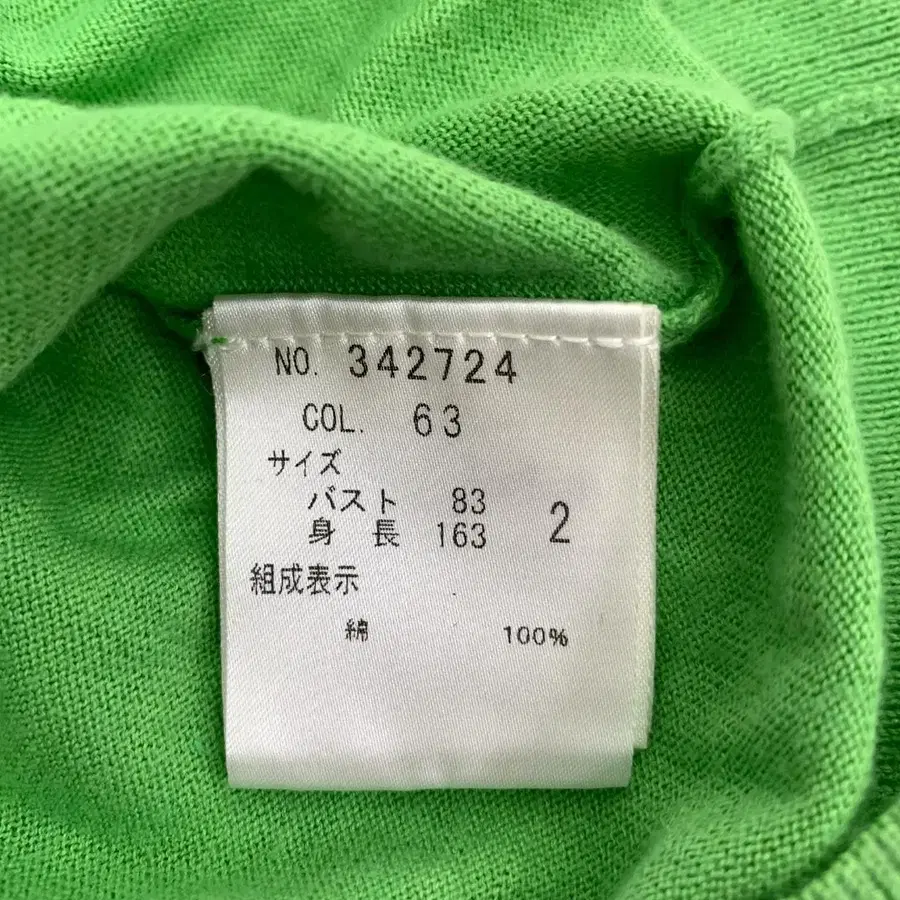 NO. 342724
COL. 63
サイズ
バスト 83
身 長 163 2
組成表示
綿 100%